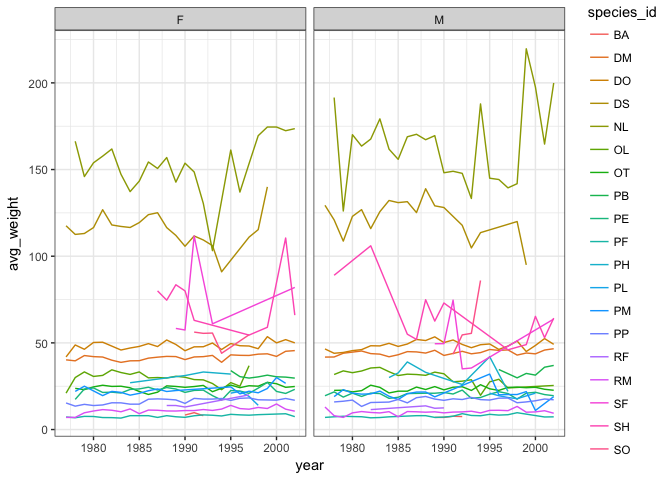 F
M
avg_weight
200
150
100
50
0
1980
1985
1990
1995
2000
1980
1985
1990
1995
2000
year
species_id
BA
DM
DO
DS
NL
OL
OT
PB
PE
PF
PH
PL
PM
PP
RF
RM
SF
SH
SO